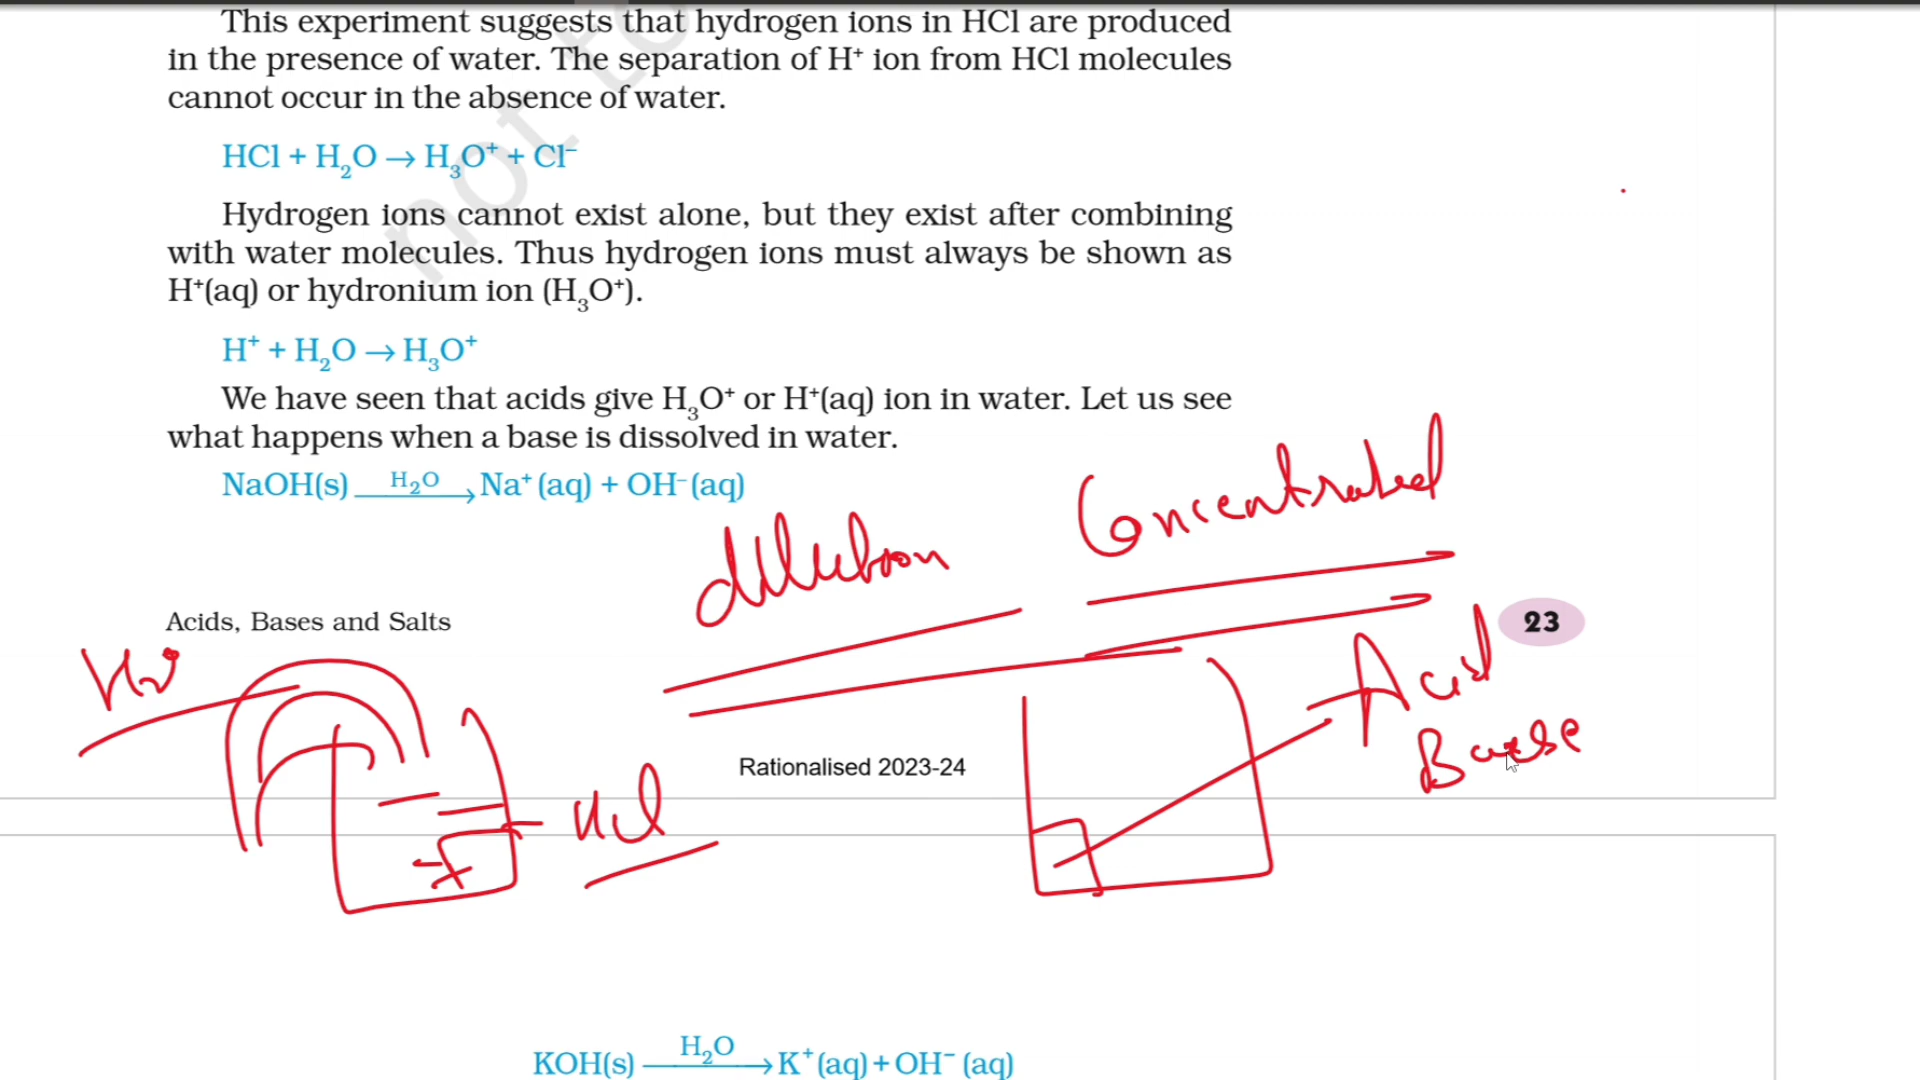 This experiment suggests that hydrogen ions in HCl are produced
in the presence of water. The separation of H⁺ ion from HCl molecules
cannot occur in the absence of water.
HCl + H₂O → H₃O⁺ + Cl⁻
Hydrogen ions cannot exist alone, but they exist after combining
with water molecules. Thus hydrogen ions must always be shown as
H⁺(aq) or hydronium ion (H₃O⁺).
H⁺ + H₂O → H₃O⁺
We have seen that acids give H₃O⁺ or H⁺(aq) ion in water. Let us see
what happens when a base is dissolved in water.
NaOH(s) —H₂O→ Na⁺(aq) + OH⁻(aq)
dilution
Concentrated
Acids, Bases and Salts
23
Acid
Base
Rationalised 2023-24
HCl
KOH(s) —H₂O→ K⁺(aq) + OH⁻(aq)
not to